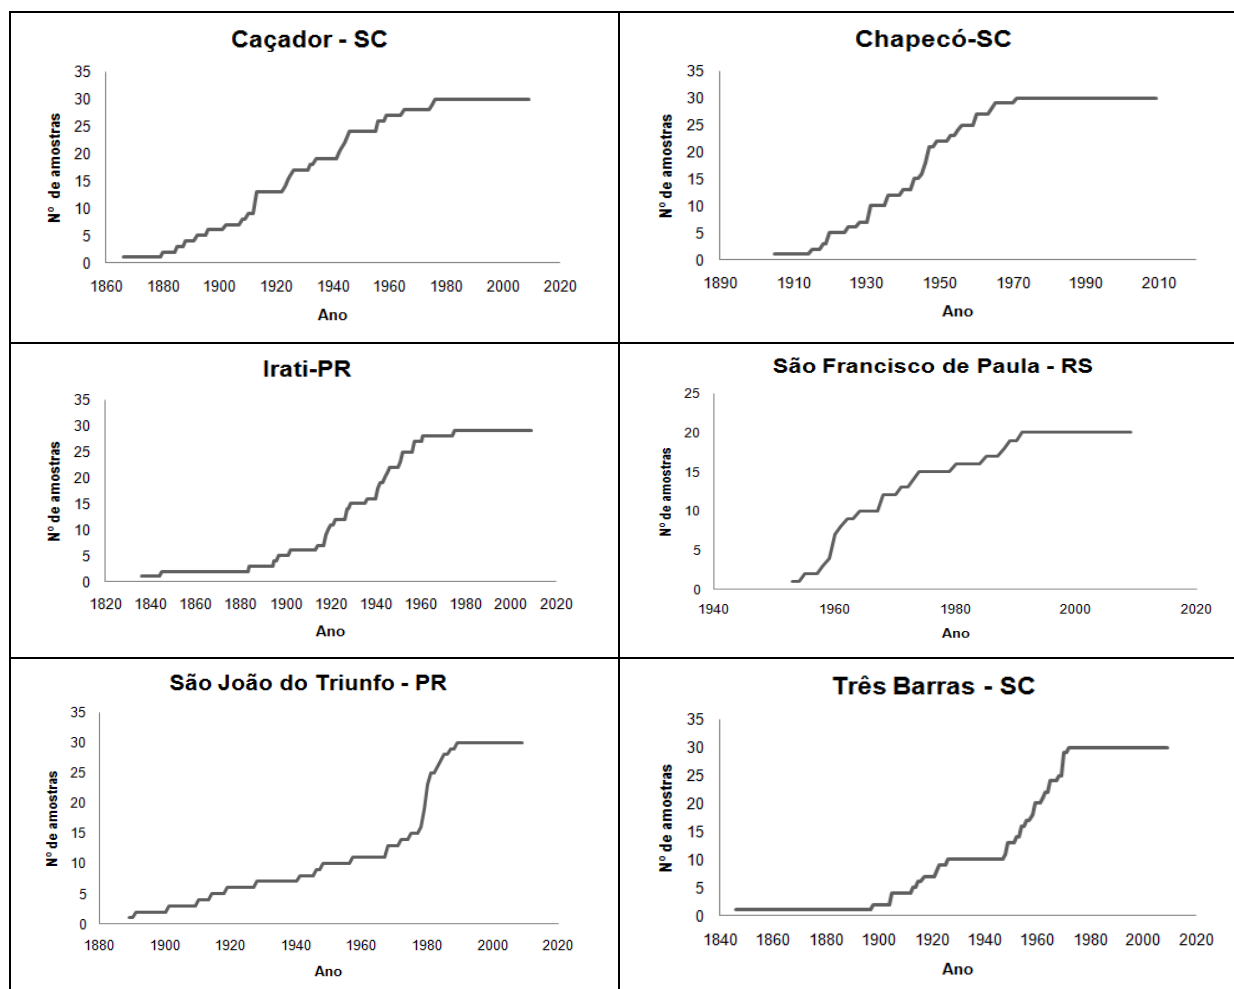 Caçador - SC
Nº de amostras
35
30
25
20
15
10
5
0
1860 1880 1900 1920 1940 1960 1980 2000 2020
Ano
Chapecó-SC
Nº de amostras
35
30
25
20
15
10
5
0
1890 1910 1930 1950 1970 1990 2010
Ano
Irati-PR
Nº de amostras
35
30
25
20
15
10
5
0
1820 1840 1860 1880 1900 1920 1940 1960 1980 2000 2020
Ano
São Francisco de Paula - RS
Nº de amostras
25
20
15
10
5
0
1940 1960 1980 2000 2020
Ano
São João do Triunfo - PR
Nº de amostras
35
30
25
20
15
10
5
0
1880 1900 1920 1940 1960 1980 2000 2020
Ano
Três Barras - SC
Nº de amostras
35
30
25
20
15
10
5
0
1840 1860 1880 1900 1920 1940 1960 1980 2000 2020
Ano